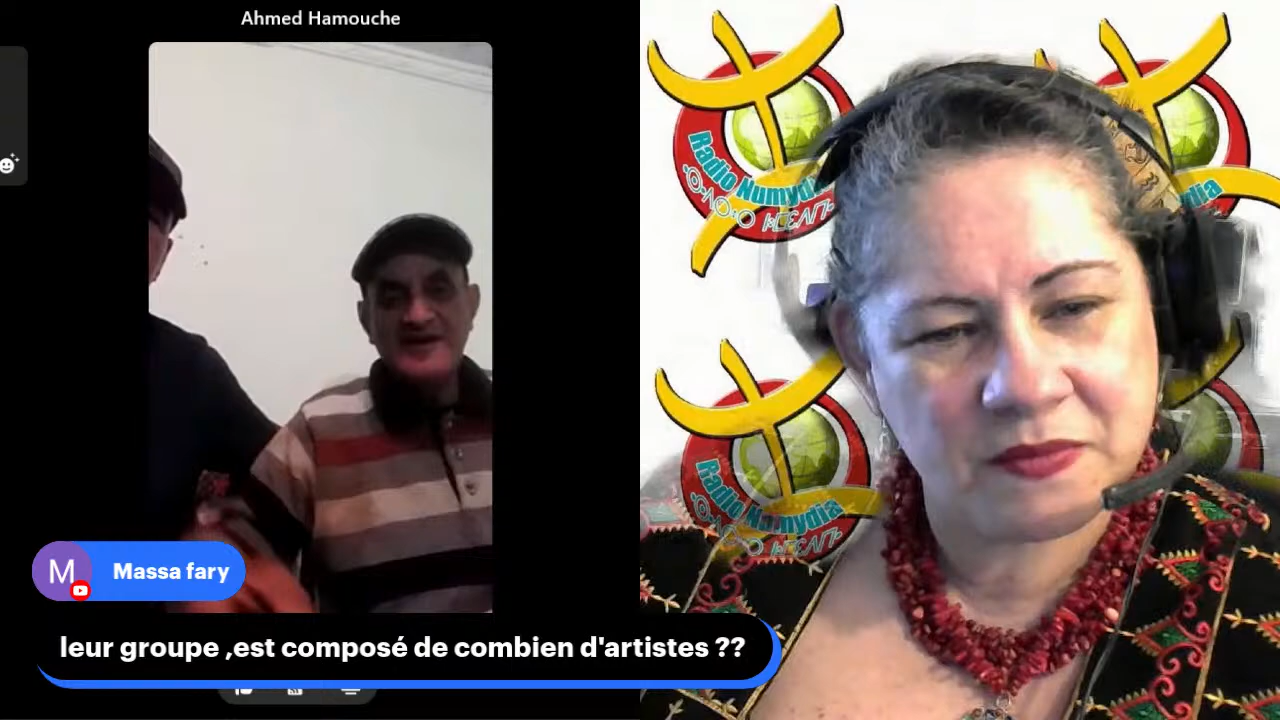 Ahmed Hamouche
Radio Numydia
Radio Numydia
M
Massa fary
leur groupe ,est composé de combien d'artistes ??